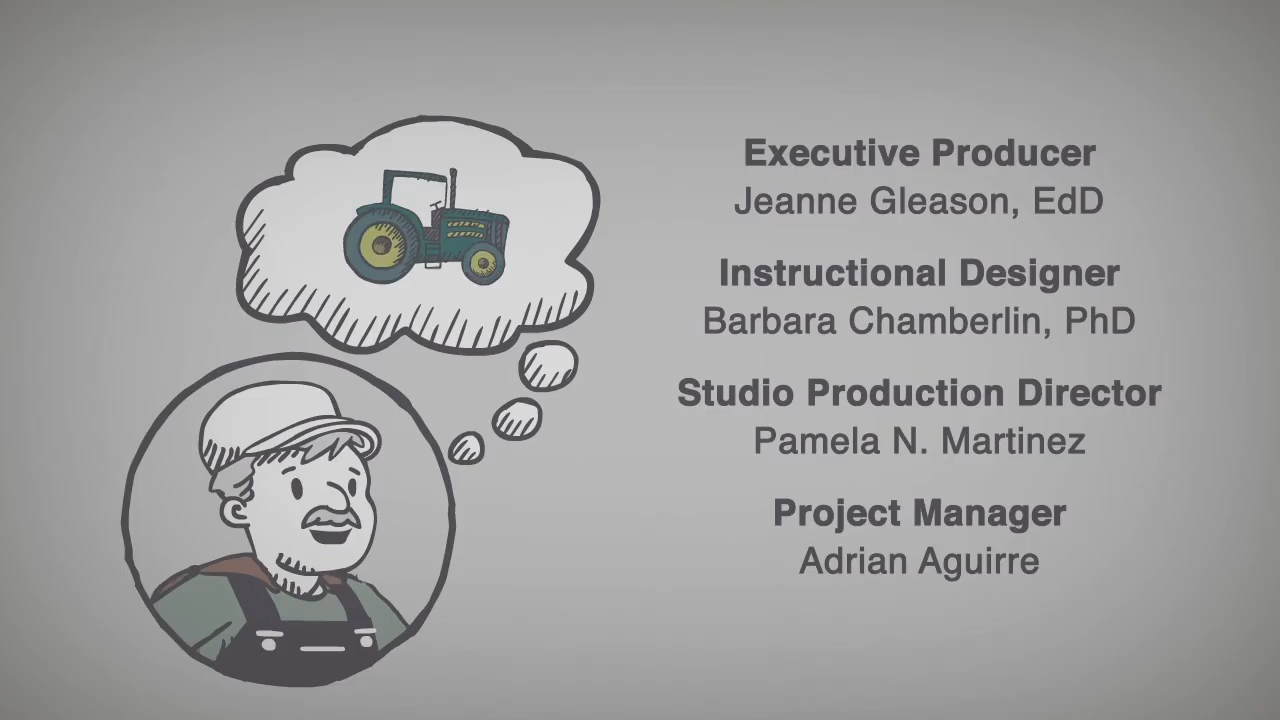 Executive Producer
Jeanne Gleason, EdD
Instructional Designer
Barbara Chamberlin, PhD
Studio Production Director
Pamela N. Martinez
Project Manager
Adrian Aguirre